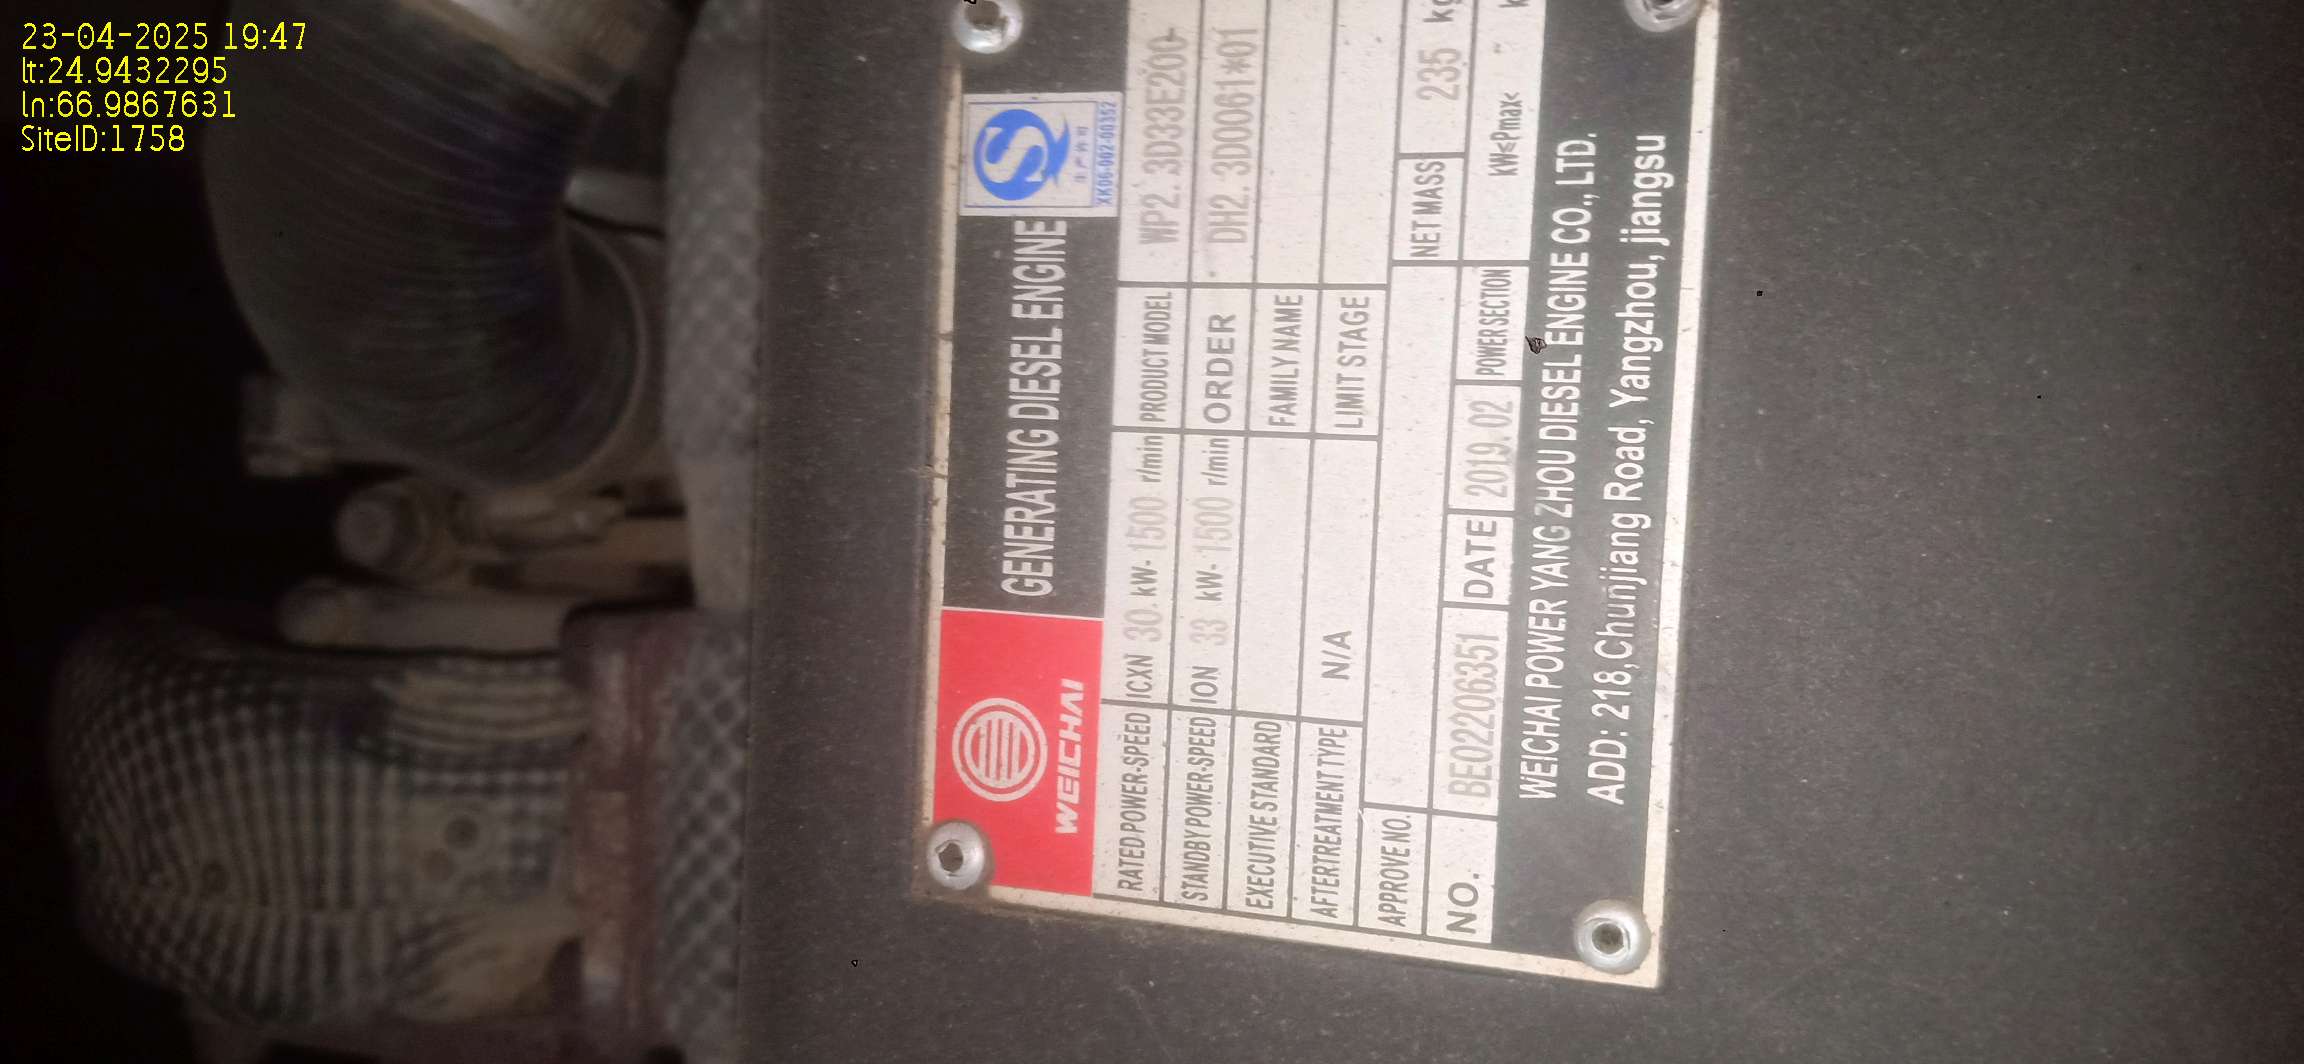 23-04-2025 19:47
lt:24.9432295
ln:66.9867631
SiteID:1758
WEICHAI
GENERATING DIESEL ENGINE
XK06-002-00352
RATED POWER-SPEED ICXN 30 kW- 1500 r/min PRODUCT MODEL WP2.3D33E200-
STANDBY POWER-SPEED ION 33 kW- 1500 r/min ORDER DH2.3D0061*01
EXECUTIVE STANDARD FAMILY NAME
AFTERTREATMENT TYPE N/A LIMIT STAGE
APPROVE NO. NET MASS 235 kg
NO. BE02206351 DATE 2019.02 POWER SECTION kW≤Pmax<
WEICHAI POWER YANG ZHOU DIESEL ENGINE CO., LTD.
ADD: 218,Chunjiang Road, Yangzhou, jiangsu